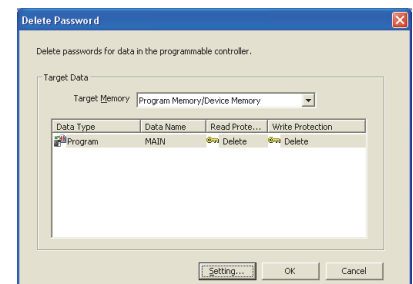 Delete Password
Delete passwords for data in the programmable controller.
Target Data
Target Memory Program Memory/Device Memory
Data Type Data Name Read Prote... Write Protection
Program MAIN Delete Delete
Setting... OK Cancel